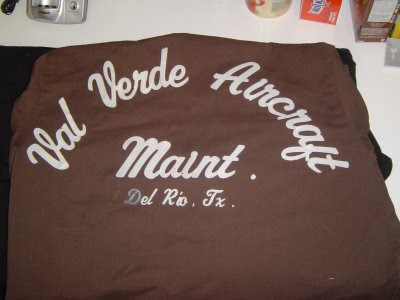 Val Verde Aircraft
Maint.
Del Rio, Tx.